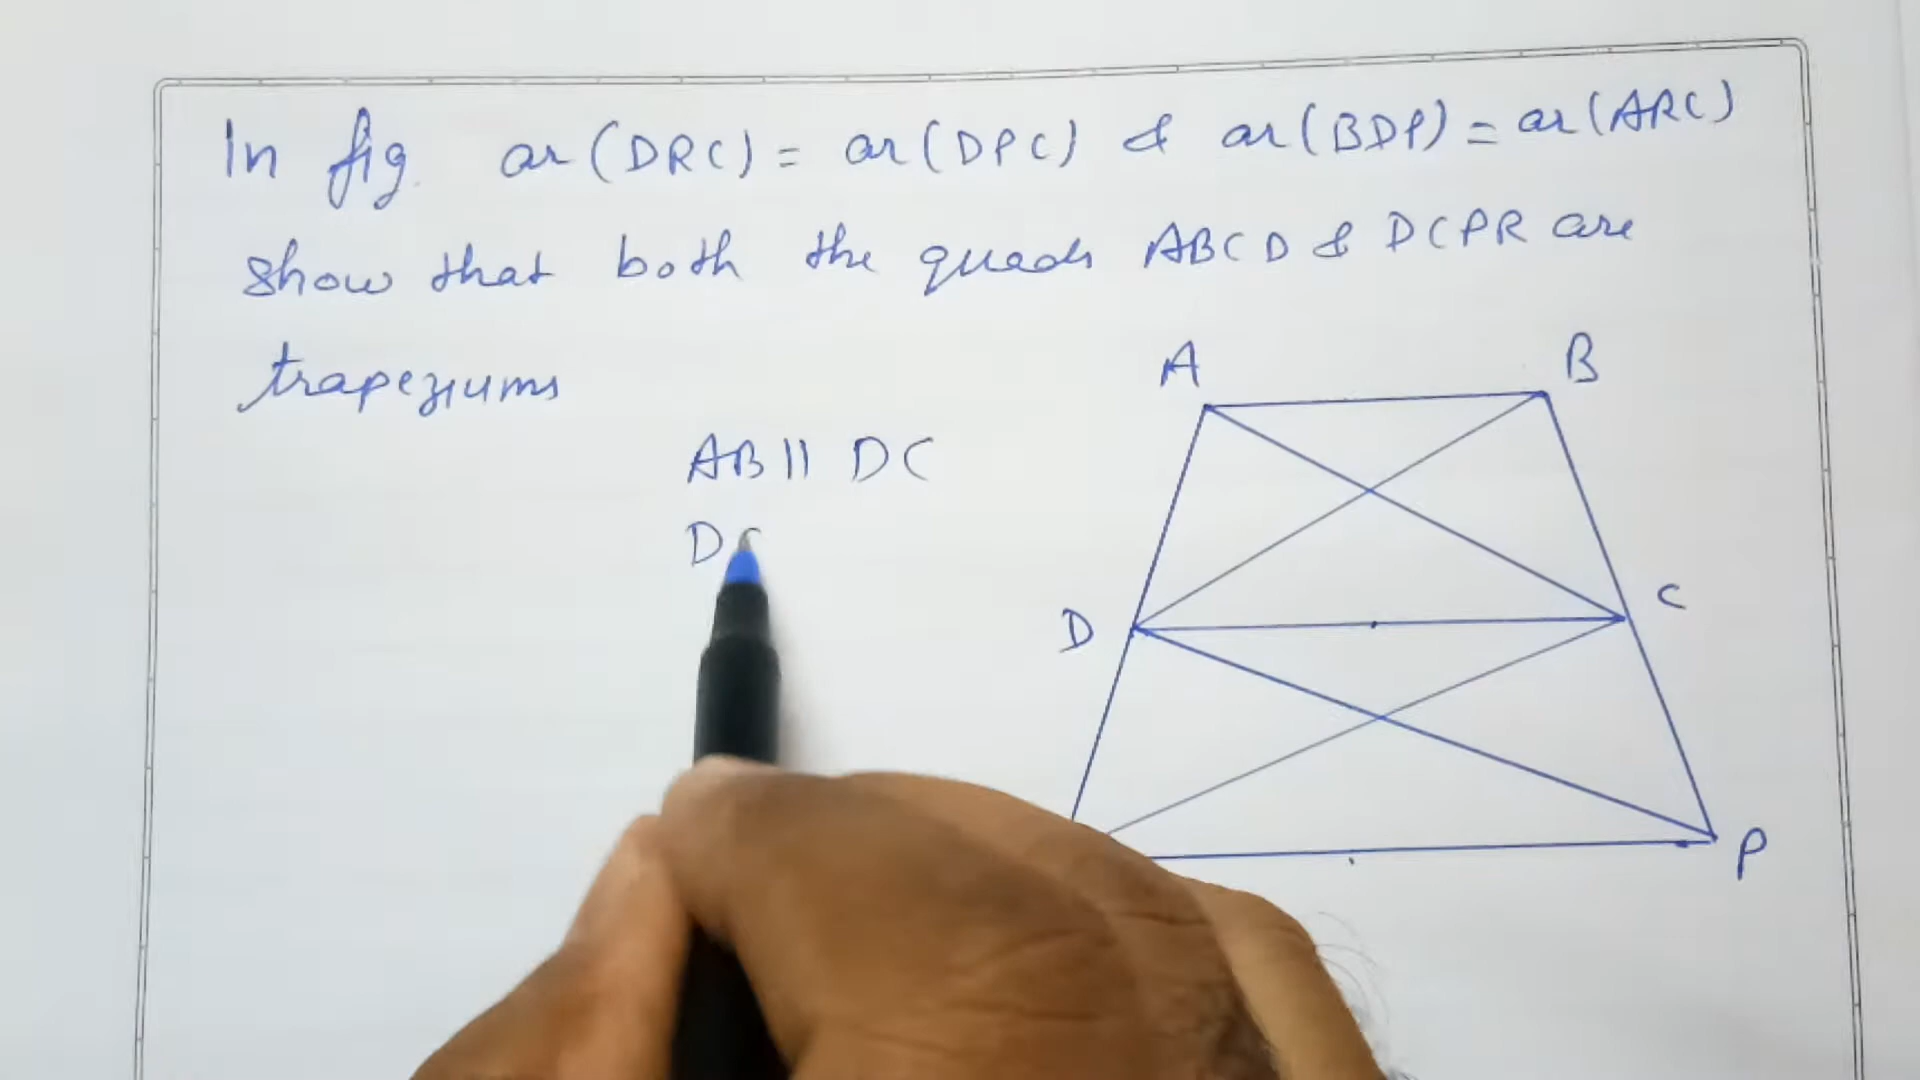 In fig. ar(DRC) = ar(DPC) & ar(BDP) = ar(ARC)
show that both the quads ABCD & DCPR are
trapeziums
A
B
AB || DC
D
C
D
P